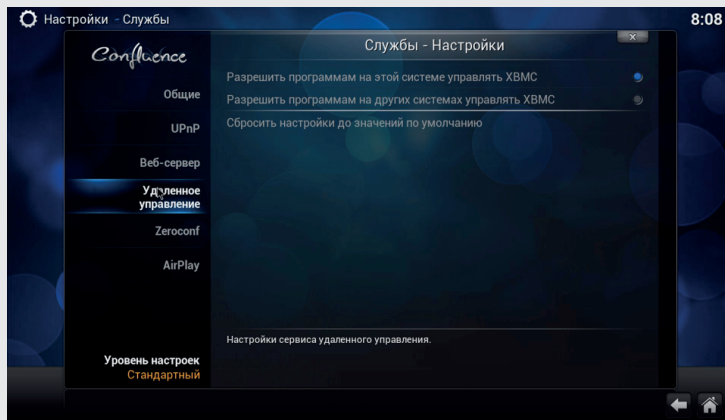 Настройки - Службы
8:08
Confluence
Службы - Настройки
Общие
UPnP
Веб-сервер
Удаленное
управление
Zeroconf
AirPlay
Разрешить программам на этой системе управлять XBMC
Разрешить программам на других системах управлять XBMC
Сбросить настройки до значений по умолчанию
Настройки сервиса удаленного управления.
Уровень настроек
Стандартный